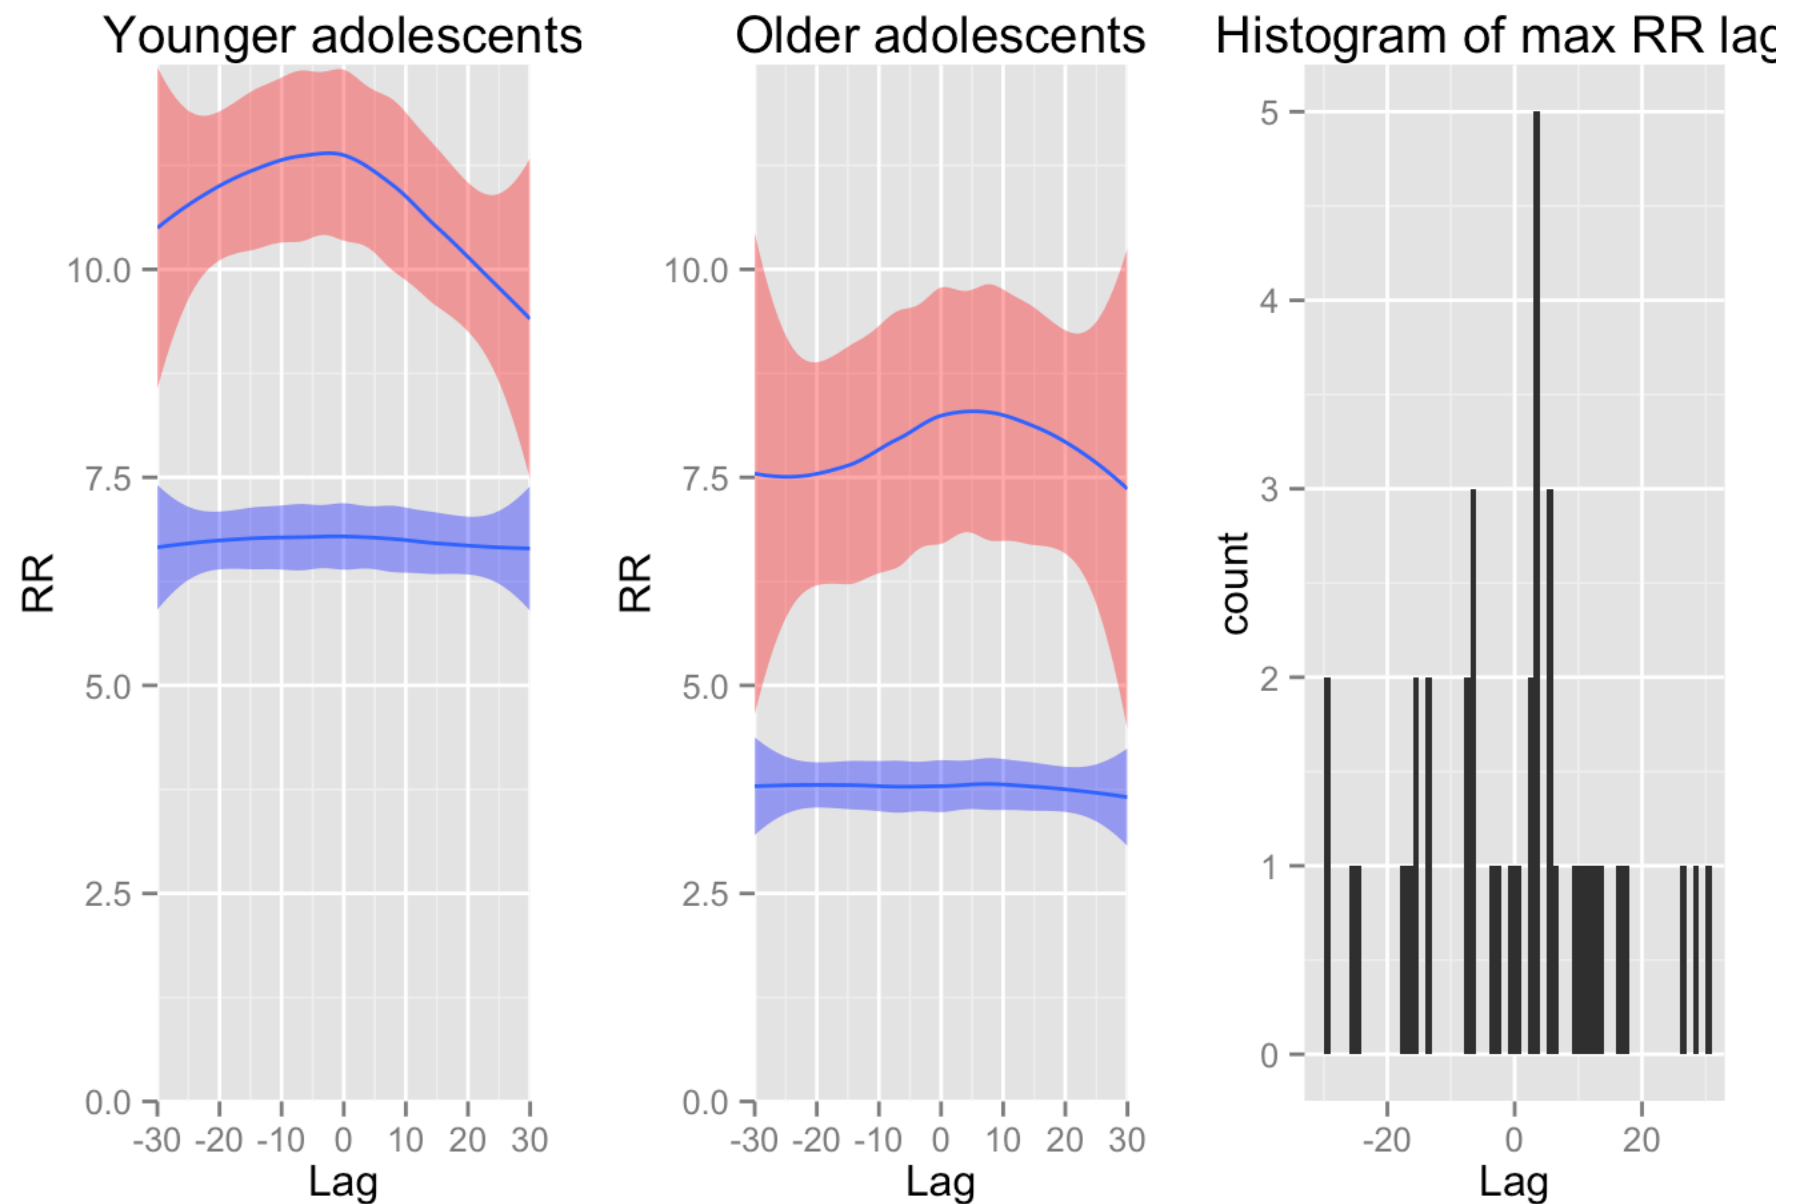 Younger adolescents
10.0
7.5
5.0
2.5
0.0
RR
-30 -20 -10 0 10 20 30
Lag
Older adolescents
10.0
7.5
5.0
2.5
0.0
RR
-30 -20 -10 0 10 20 30
Lag
Histogram of max RR lag
5
4
3
2
1
0
count
-20 0 20
Lag